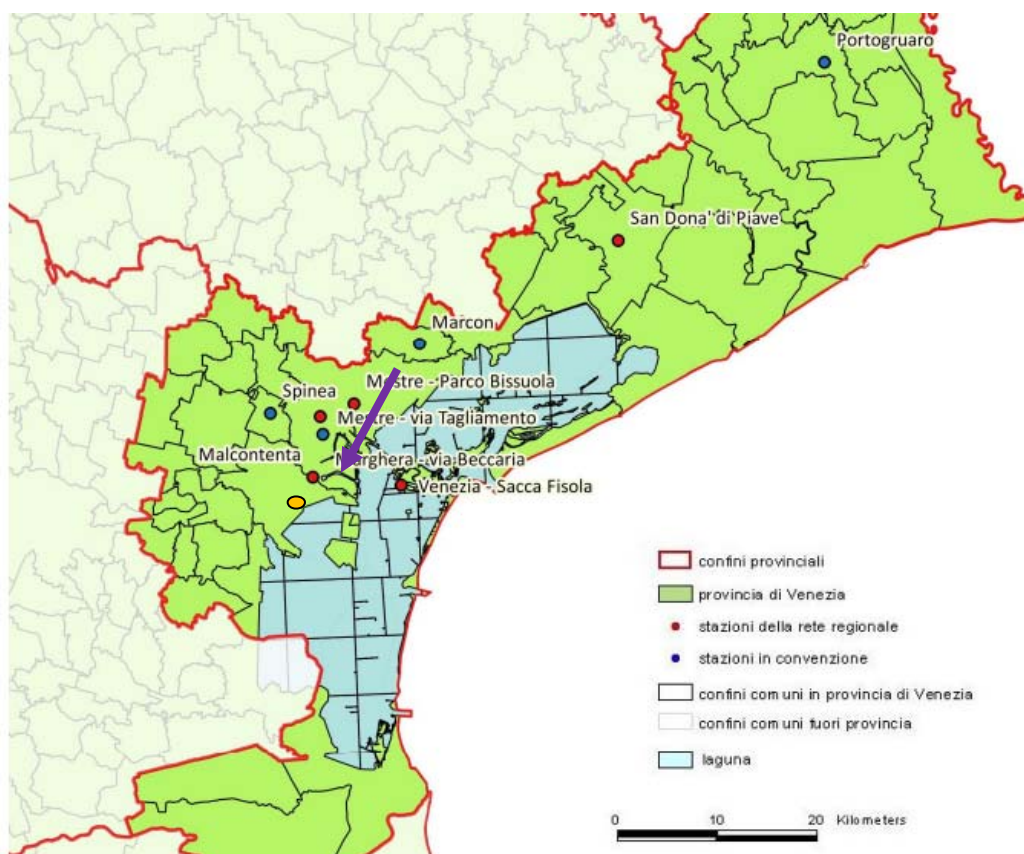 Portogruaro
San Dona' di Piave
Marcon
Mestre - Parco Bissuola
Spinea
Mestre - via Tagliamento
Malcontenta
Marghera - via Beccaria
Venezia - Sacca Fisola
confini provinciali
provincia di Venezia
stazioni della rete regionale
stazioni in convenzione
confini comuni in provincia di Venezia
confini comuni fuori provincia
laguna
0 10 20 Kilometers